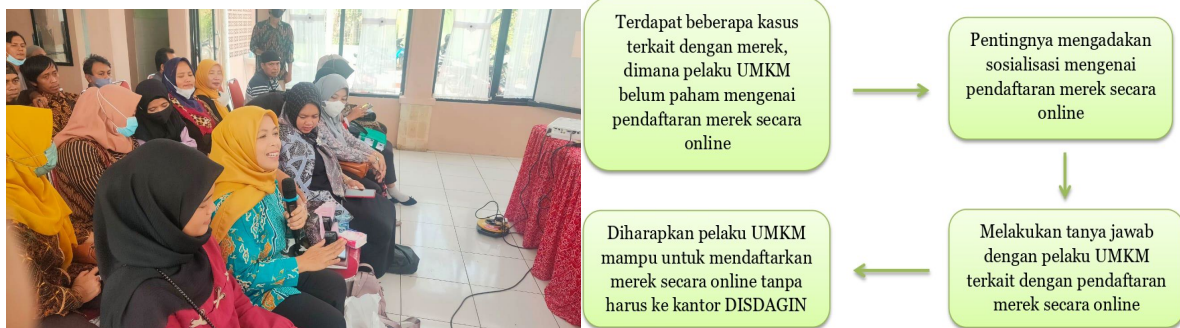 Terdapat beberapa kasus
terkait dengan merek,
dimana pelaku UMKM
belum paham mengenai
pendaftaran merek secara
online
Pentingnya mengadakan
sosialisasi mengenai
pendaftaran merek secara
online
Melakukan tanya jawab
dengan pelaku UMKM
terkait dengan pendaftaran
merek secara online
Diharapkan pelaku UMKM
mampu untuk mendaftarkan
merek secara online tanpa
harus ke kantor DISDAGIN